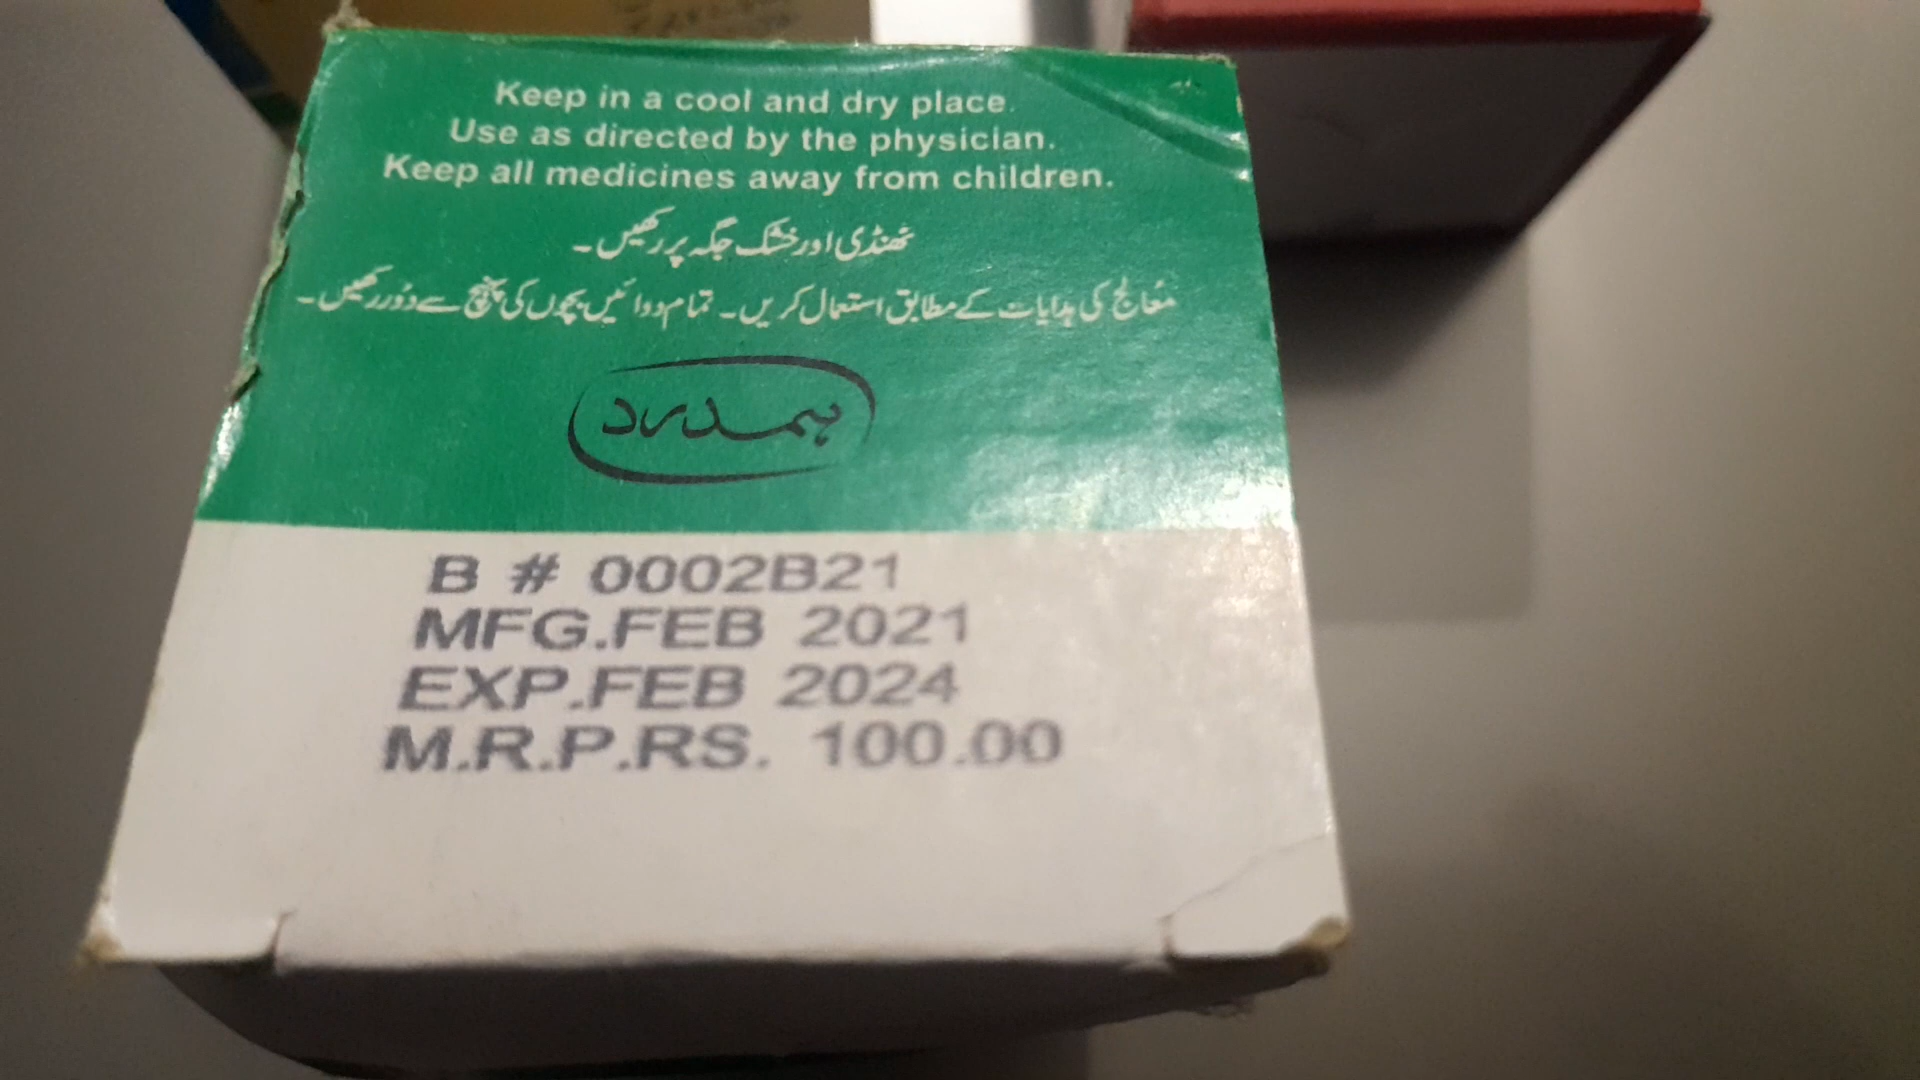 Keep in a cool and dry place.
Use as directed by the physician.
Keep all medicines away from children.
ٹھنڈی اور خشک جگہ پر رکھیں۔
معالج کی ہدایات کے مطابق استعمال کریں۔ تمام دوائیں بچوں کی پہنچ سے دُور رکھیں۔
ہمدرد
B # 0002B21
MFG.FEB 2021
EXP.FEB 2024
M.R.P.RS. 100.00